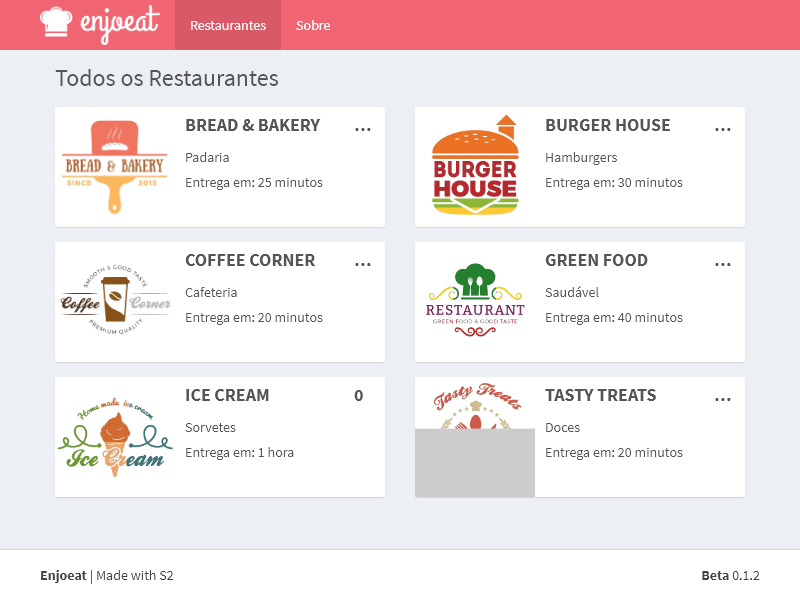 enjoeat Restaurantes Sobre
Todos os Restaurantes
BREAD & BAKERY
SINCE 2015
BREAD & BAKERY ...
Padaria
Entrega em: 25 minutos
BURGER
HOUSE
BURGER HOUSE ...
Hamburgers
Entrega em: 30 minutos
SMOOTH & GOOD TASTE
Coffee Corner
PREMIUM QUALITY
COFFEE CORNER ...
Cafeteria
Entrega em: 20 minutos
RESTAURANT
GREEN FOOD & GOOD TASTE
GREEN FOOD ...
Saudável
Entrega em: 40 minutos
Home made ice cream
Ice Cream
ICE CREAM 0
Sorvetes
Entrega em: 1 hora
Tasty Treats
TASTY TREATS ...
Doces
Entrega em: 20 minutos
Enjoeat | Made with S2
Beta 0.1.2